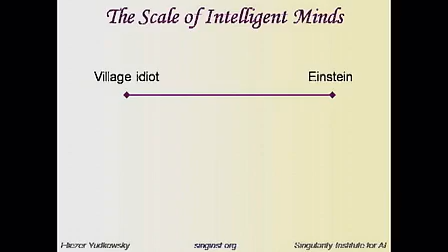 The Scale of Intelligent Minds
Village idiot Einstein
Eliezer Yudkowsky singinst.org Singularity Institute for AI